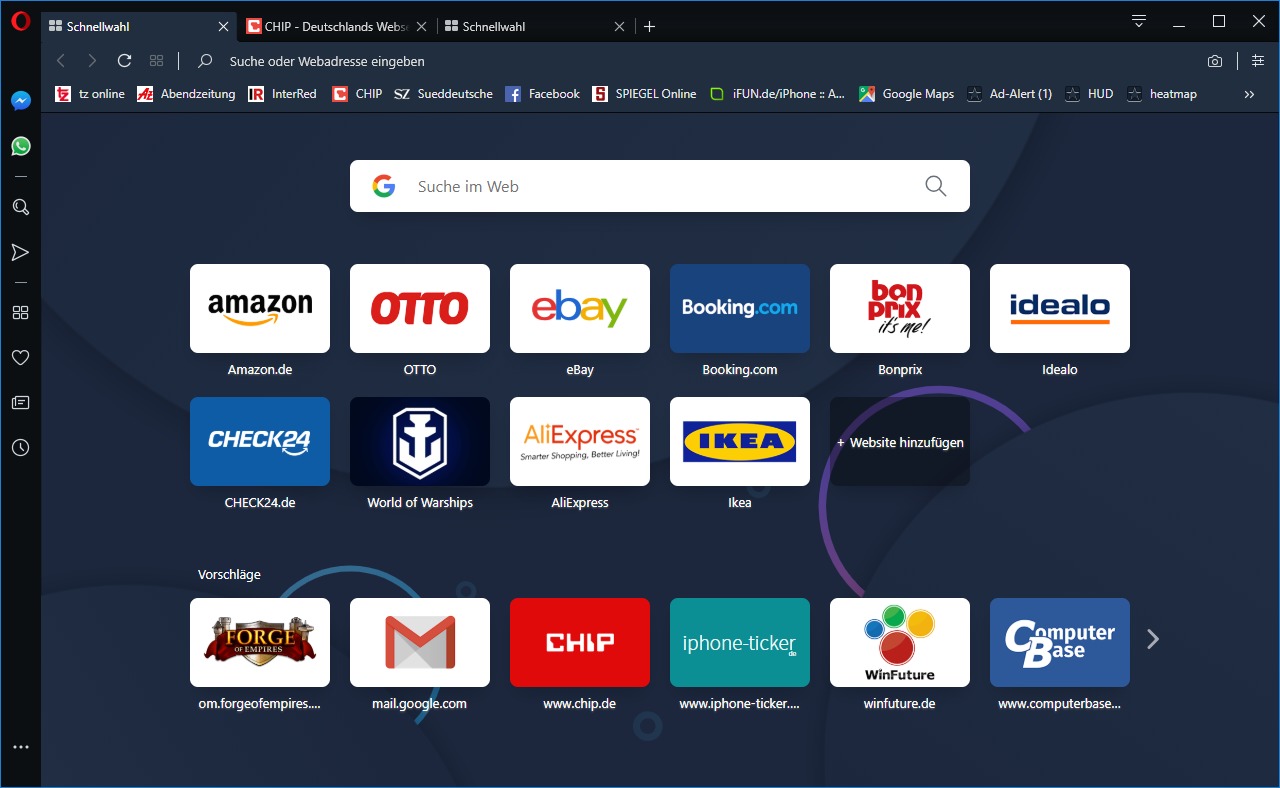 Schnellwahl
CHIP - Deutschlands Webs
Schnellwahl
Suche oder Webadresse eingeben
tz tz online
AZ Abendzeitung
IR InterRed
CHIP
SZ Sueddeutsche
f Facebook
S SPIEGEL Online
iFUN.de/iPhone :: A...
Google Maps
Ad-Alert (1)
HUD
heatmap
G Suche im Web
amazon
OTTO
ebay
Booking.com
bon prix it's me!
idealo
Amazon.de
OTTO
eBay
Booking.com
Bonprix
Idealo
CHECK24
AliExpress
Smarter Shopping, Better Living!
IKEA
+ Website hinzufügen
CHECK24.de
World of Warships
AliExpress
Ikea
Vorschläge
FORGE
OF EMPIRES
CHIP
iphone-ticker
.de
WinFuture
Computer
Base
om.forgeofempires....
mail.google.com
www.chip.de
www.iphone-ticker....
winfuture.de
www.computerbase...